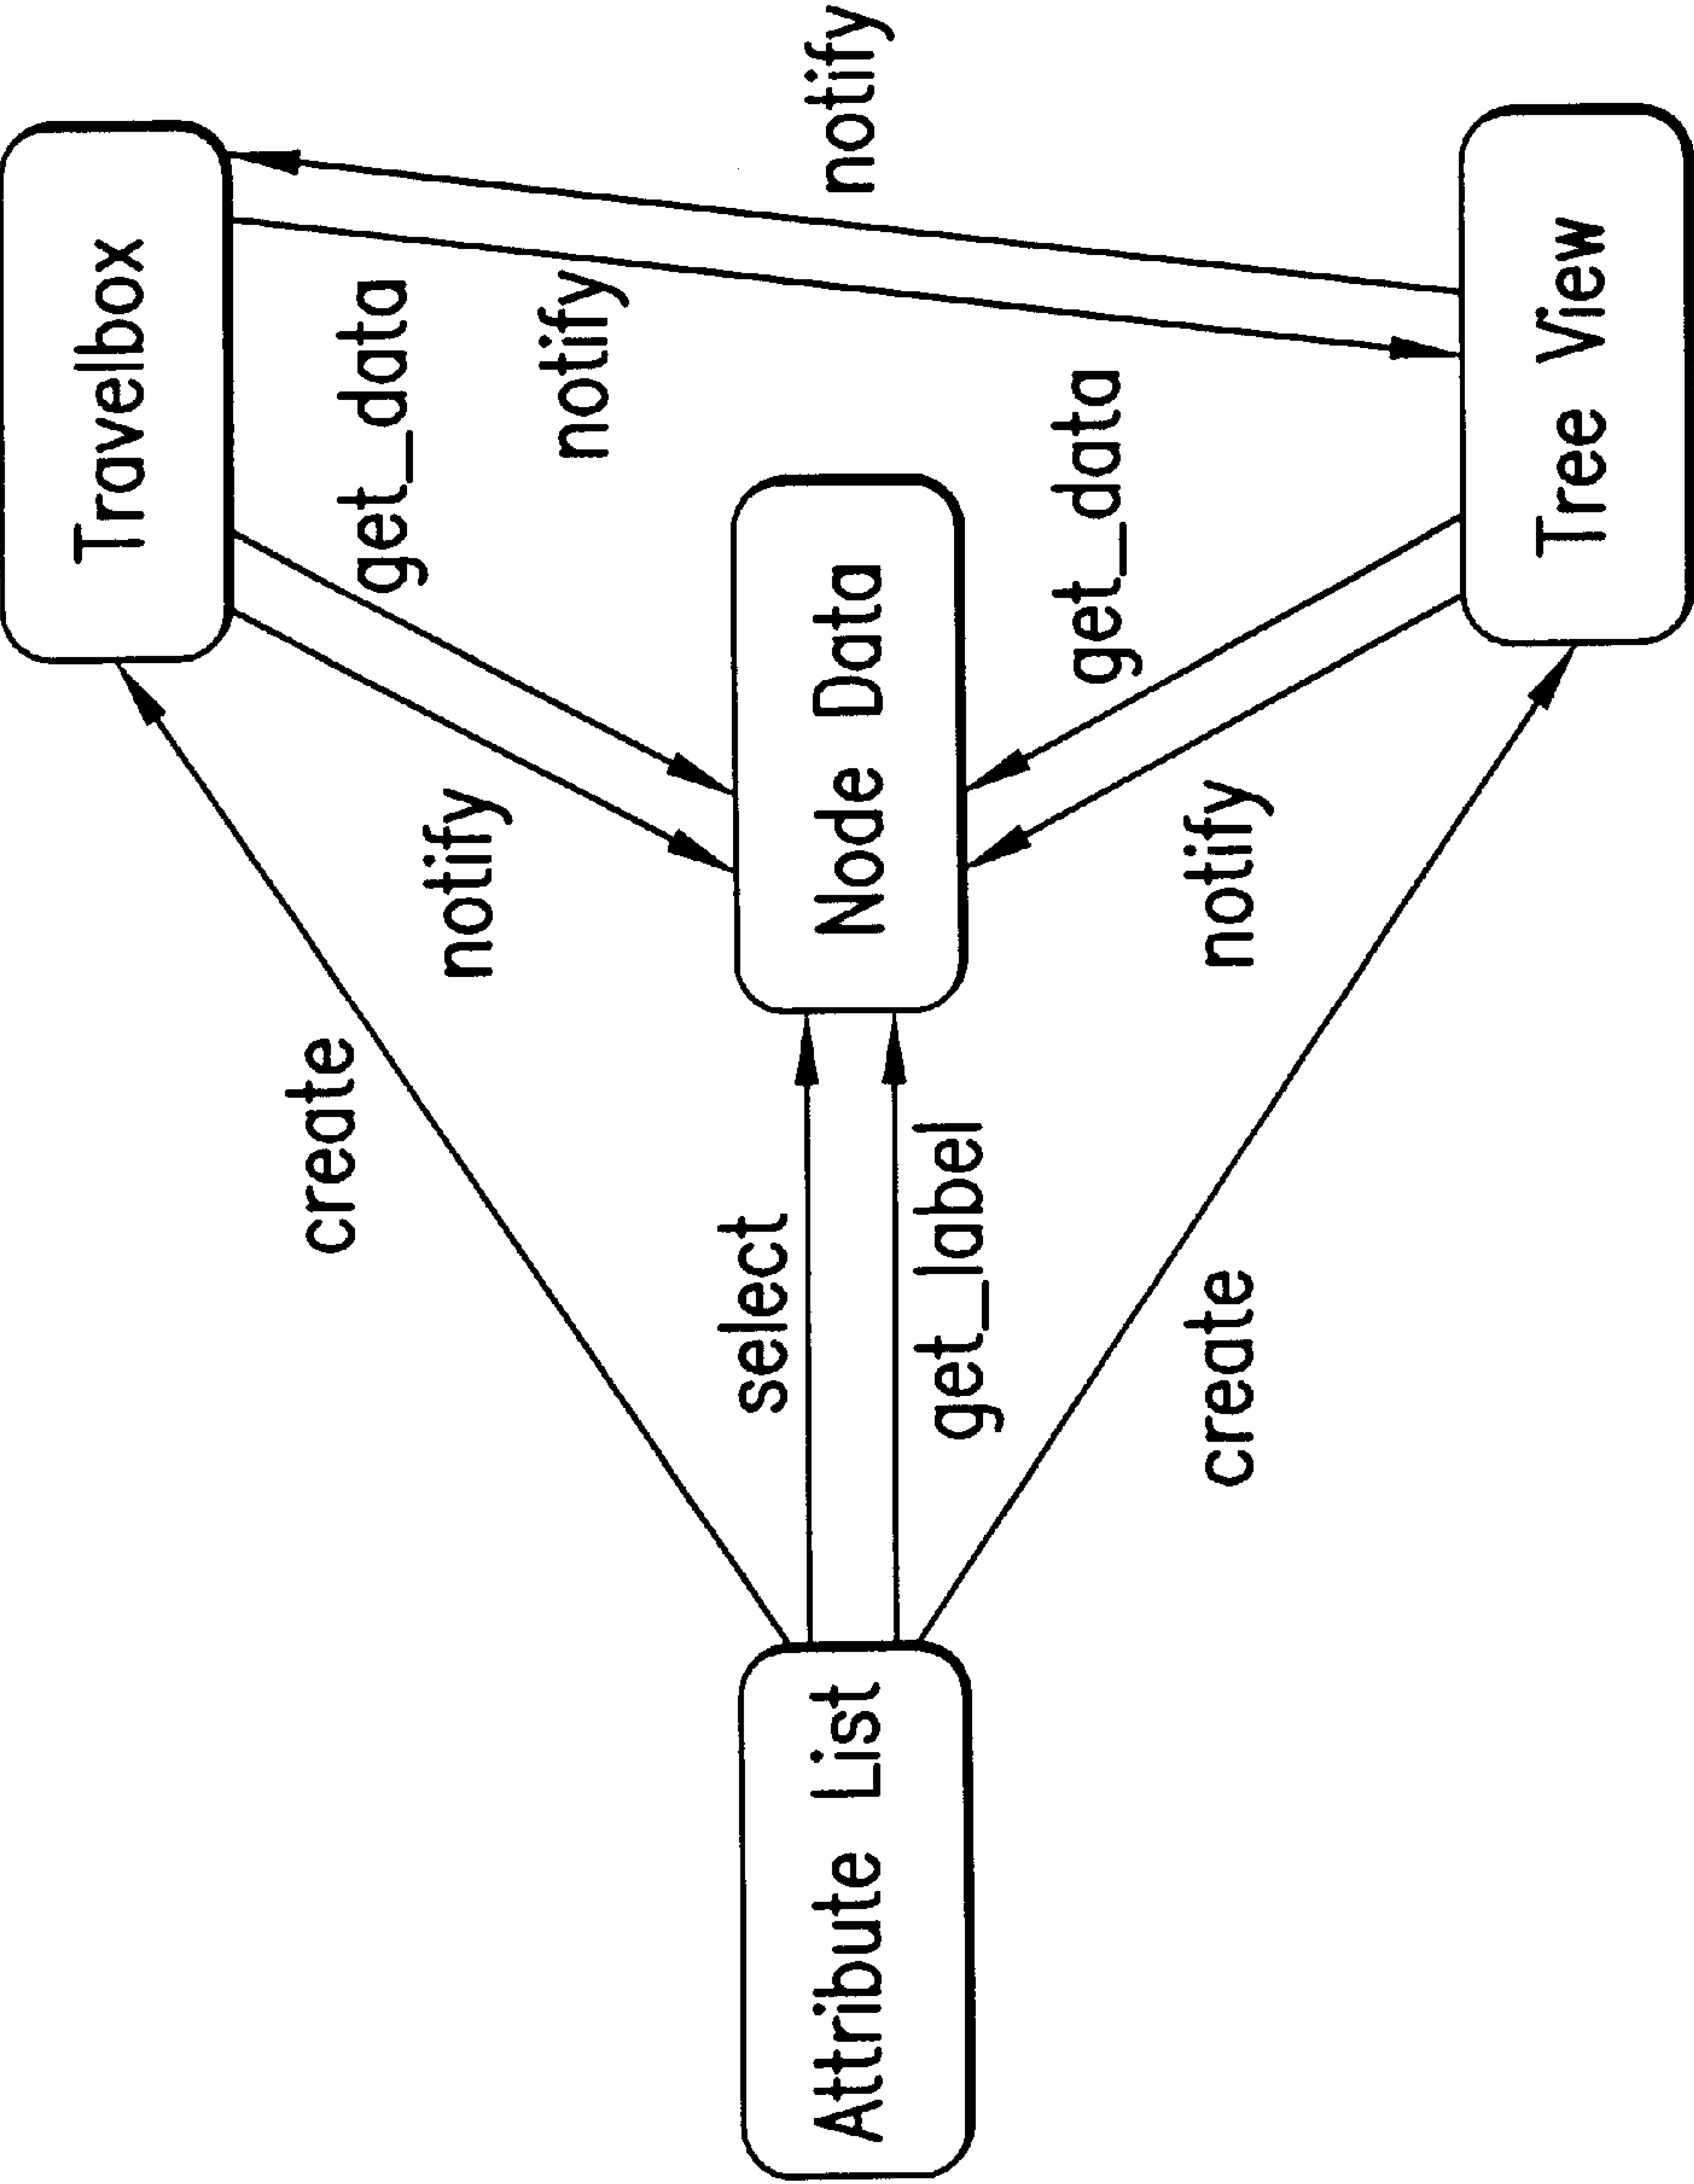 Travelbox
notify
get_data
notify
notify
create
Node Data
get_data
notify
select
get_label
create
Tree View
Attribute List